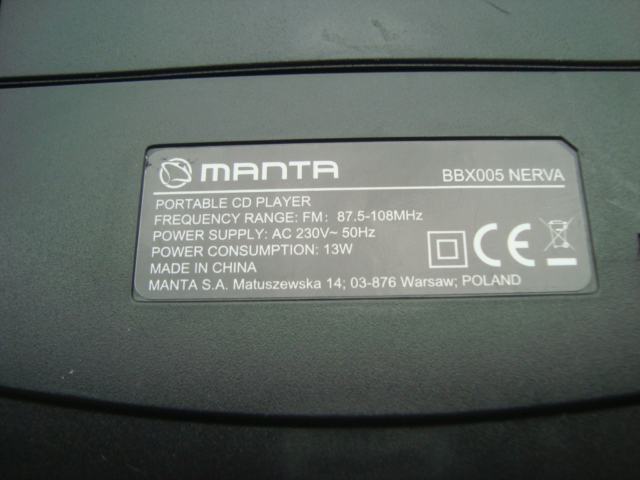 MANTA
BBX005 NERVA
PORTABLE CD PLAYER
FREQUENCY RANGE: FM: 87.5-108MHz
POWER SUPPLY: AC 230V~ 50Hz
POWER CONSUMPTION: 13W
MADE IN CHINA
CE
MANTA S.A. Matuszewska 14; 03-876 Warsaw; POLAND